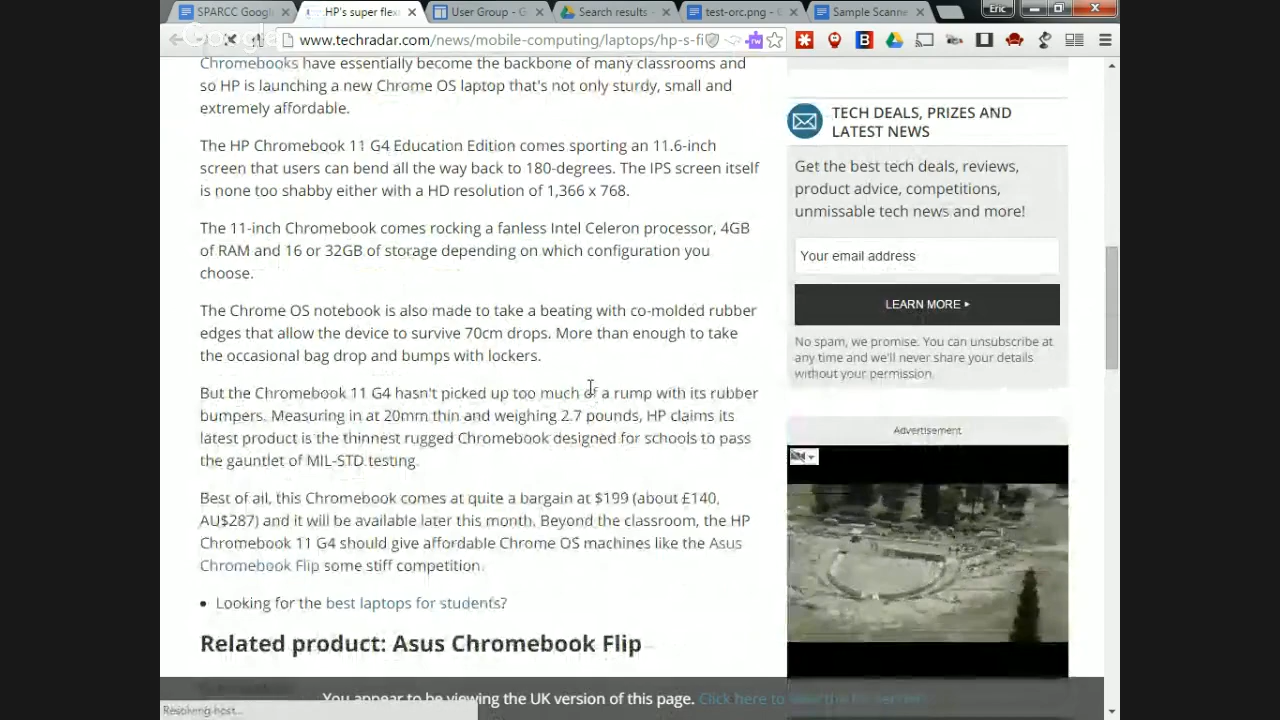 SPARCC Googl
HP's super flex
User Group - G
Search results -
test-orc.png - G
Sample Scanne
Eric
www.techradar.com/news/mobile-computing/laptops/hp-s-fi
Chromebooks have essentially become the backbone of many classrooms and
so HP is launching a new Chrome OS laptop that's not only sturdy, small and
extremely affordable.
The HP Chromebook 11 G4 Education Edition comes sporting an 11.6-inch
screen that users can bend all the way back to 180-degrees. The IPS screen itself
is none too shabby either with a HD resolution of 1,366 x 768.
The 11-inch Chromebook comes rocking a fanless Intel Celeron processor, 4GB
of RAM and 16 or 32GB of storage depending on which configuration you
choose.
The Chrome OS notebook is also made to take a beating with co-molded rubber
edges that allow the device to survive 70cm drops. More than enough to take
the occasional bag drop and bumps with lockers.
But the Chromebook 11 G4 hasn't picked up too much of a rump with its rubber
bumpers. Measuring in at 20mm thin and weighing 2.7 pounds, HP claims its
latest product is the thinnest rugged Chromebook designed for schools to pass
the gauntlet of MIL-STD testing.
Best of all, this Chromebook comes at quite a bargain at $199 (about £140,
AU$287) and it will be available later this month. Beyond the classroom, the HP
Chromebook 11 G4 should give affordable Chrome OS machines like the Asus
Chromebook Flip some stiff competition.
• Looking for the best laptops for students?
Related product: Asus Chromebook Flip
TECH DEALS, PRIZES AND
LATEST NEWS
Get the best tech deals, reviews,
product advice, competitions,
unmissable tech news and more!
Your email address
LEARN MORE ▸
No spam, we promise. You can unsubscribe at
any time and we'll never share your details
without your permission.
Advertisement
You appear to be viewing the UK version of this page. Click here to
Resolving host...